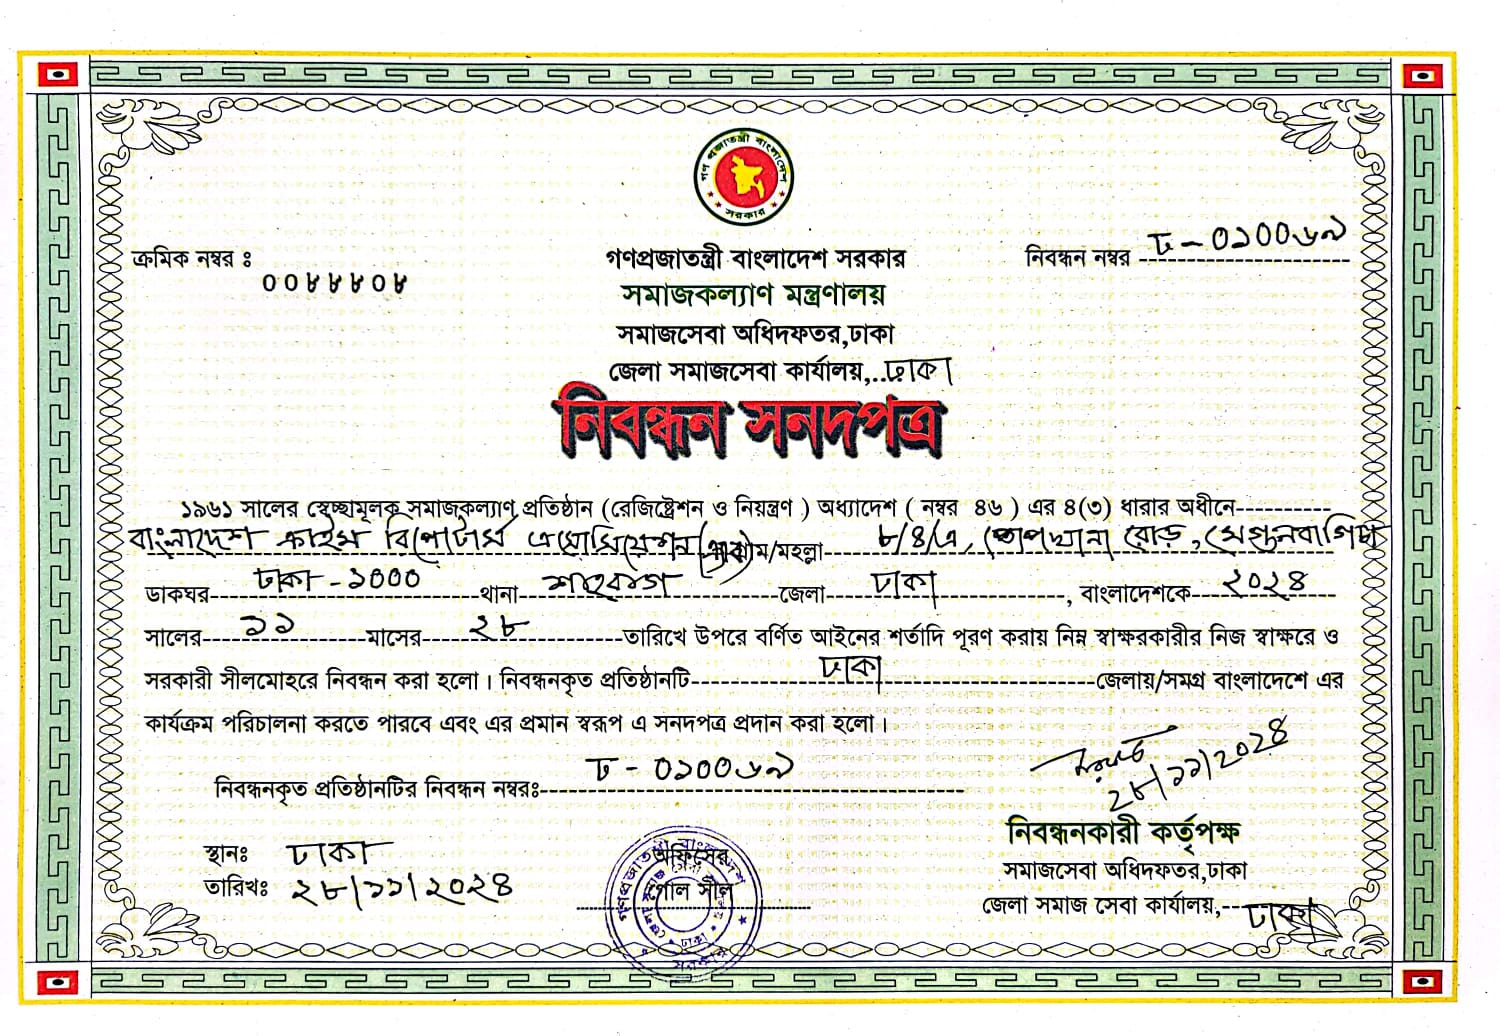 গণপ্রজাতন্ত্রী বাংলাদেশ
সরকার
ক্রমিক নম্বর ঃ
০০৮৮৮০৮
নিবন্ধন নম্বর ঢ-০১০০৬৯
গণপ্রজাতন্ত্রী বাংলাদেশ সরকার
সমাজকল্যাণ মন্ত্রণালয়
সমাজসেবা অধিদফতর,ঢাকা
জেলা সমাজসেবা কার্যালয়,..ঢাকা
নিবন্ধন সনদপত্র
১৯৬১ সালের স্বেচ্ছামূলক সমাজকল্যাণ প্রতিষ্ঠান (রেজিষ্ট্রেশন ও নিয়ন্ত্রণ ) অধ্যাদেশ ( নম্বর ৪৬ ) এর ৪(৩) ধারার অধীনে
বাংলাদেশ ক্রাইম রিপোর্টার্স এসোসিয়েশন গ্রাম/মহল্লা ৮/৪/এ, তোপখানা রোড, সেগুনবাগিচা
ডাকঘর ঢাকা-১০০০ থানা শাহবাগ জেলা ঢাকা, বাংলাদেশকে ২০২৪
সালের ১১ মাসের ২৮ তারিখে উপরে বর্ণিত আইনের শর্তাদি পূরণ করায় নিম্ন স্বাক্ষরকারীর নিজ স্বাক্ষরে ও
সরকারী সীলমোহরে নিবন্ধন করা হলো। নিবন্ধনকৃত প্রতিষ্ঠানটি ঢাকা জেলায়/সমগ্র বাংলাদেশে এর
কার্যক্রম পরিচালনা করতে পারবে এবং এর প্রমান স্বরূপ এ সনদপত্র প্রদান করা হলো।
নিবন্ধনকৃত প্রতিষ্ঠানটির নিবন্ধন নম্বরঃ ঢ-০১০০৬৯
২৮/১১/২০২৪
নিবন্ধনকারী কর্তৃপক্ষ
সমাজসেবা অধিদফতর,ঢাকা
জেলা সমাজ সেবা কার্যালয়, ঢাকা
স্থানঃ ঢাকা
তারিখঃ ২৮/১১/২০২৪
অফিসের
গোল সীল
গণপ্রজাতন্ত্রী বাংলাদেশ
সরকার
ঢাকা